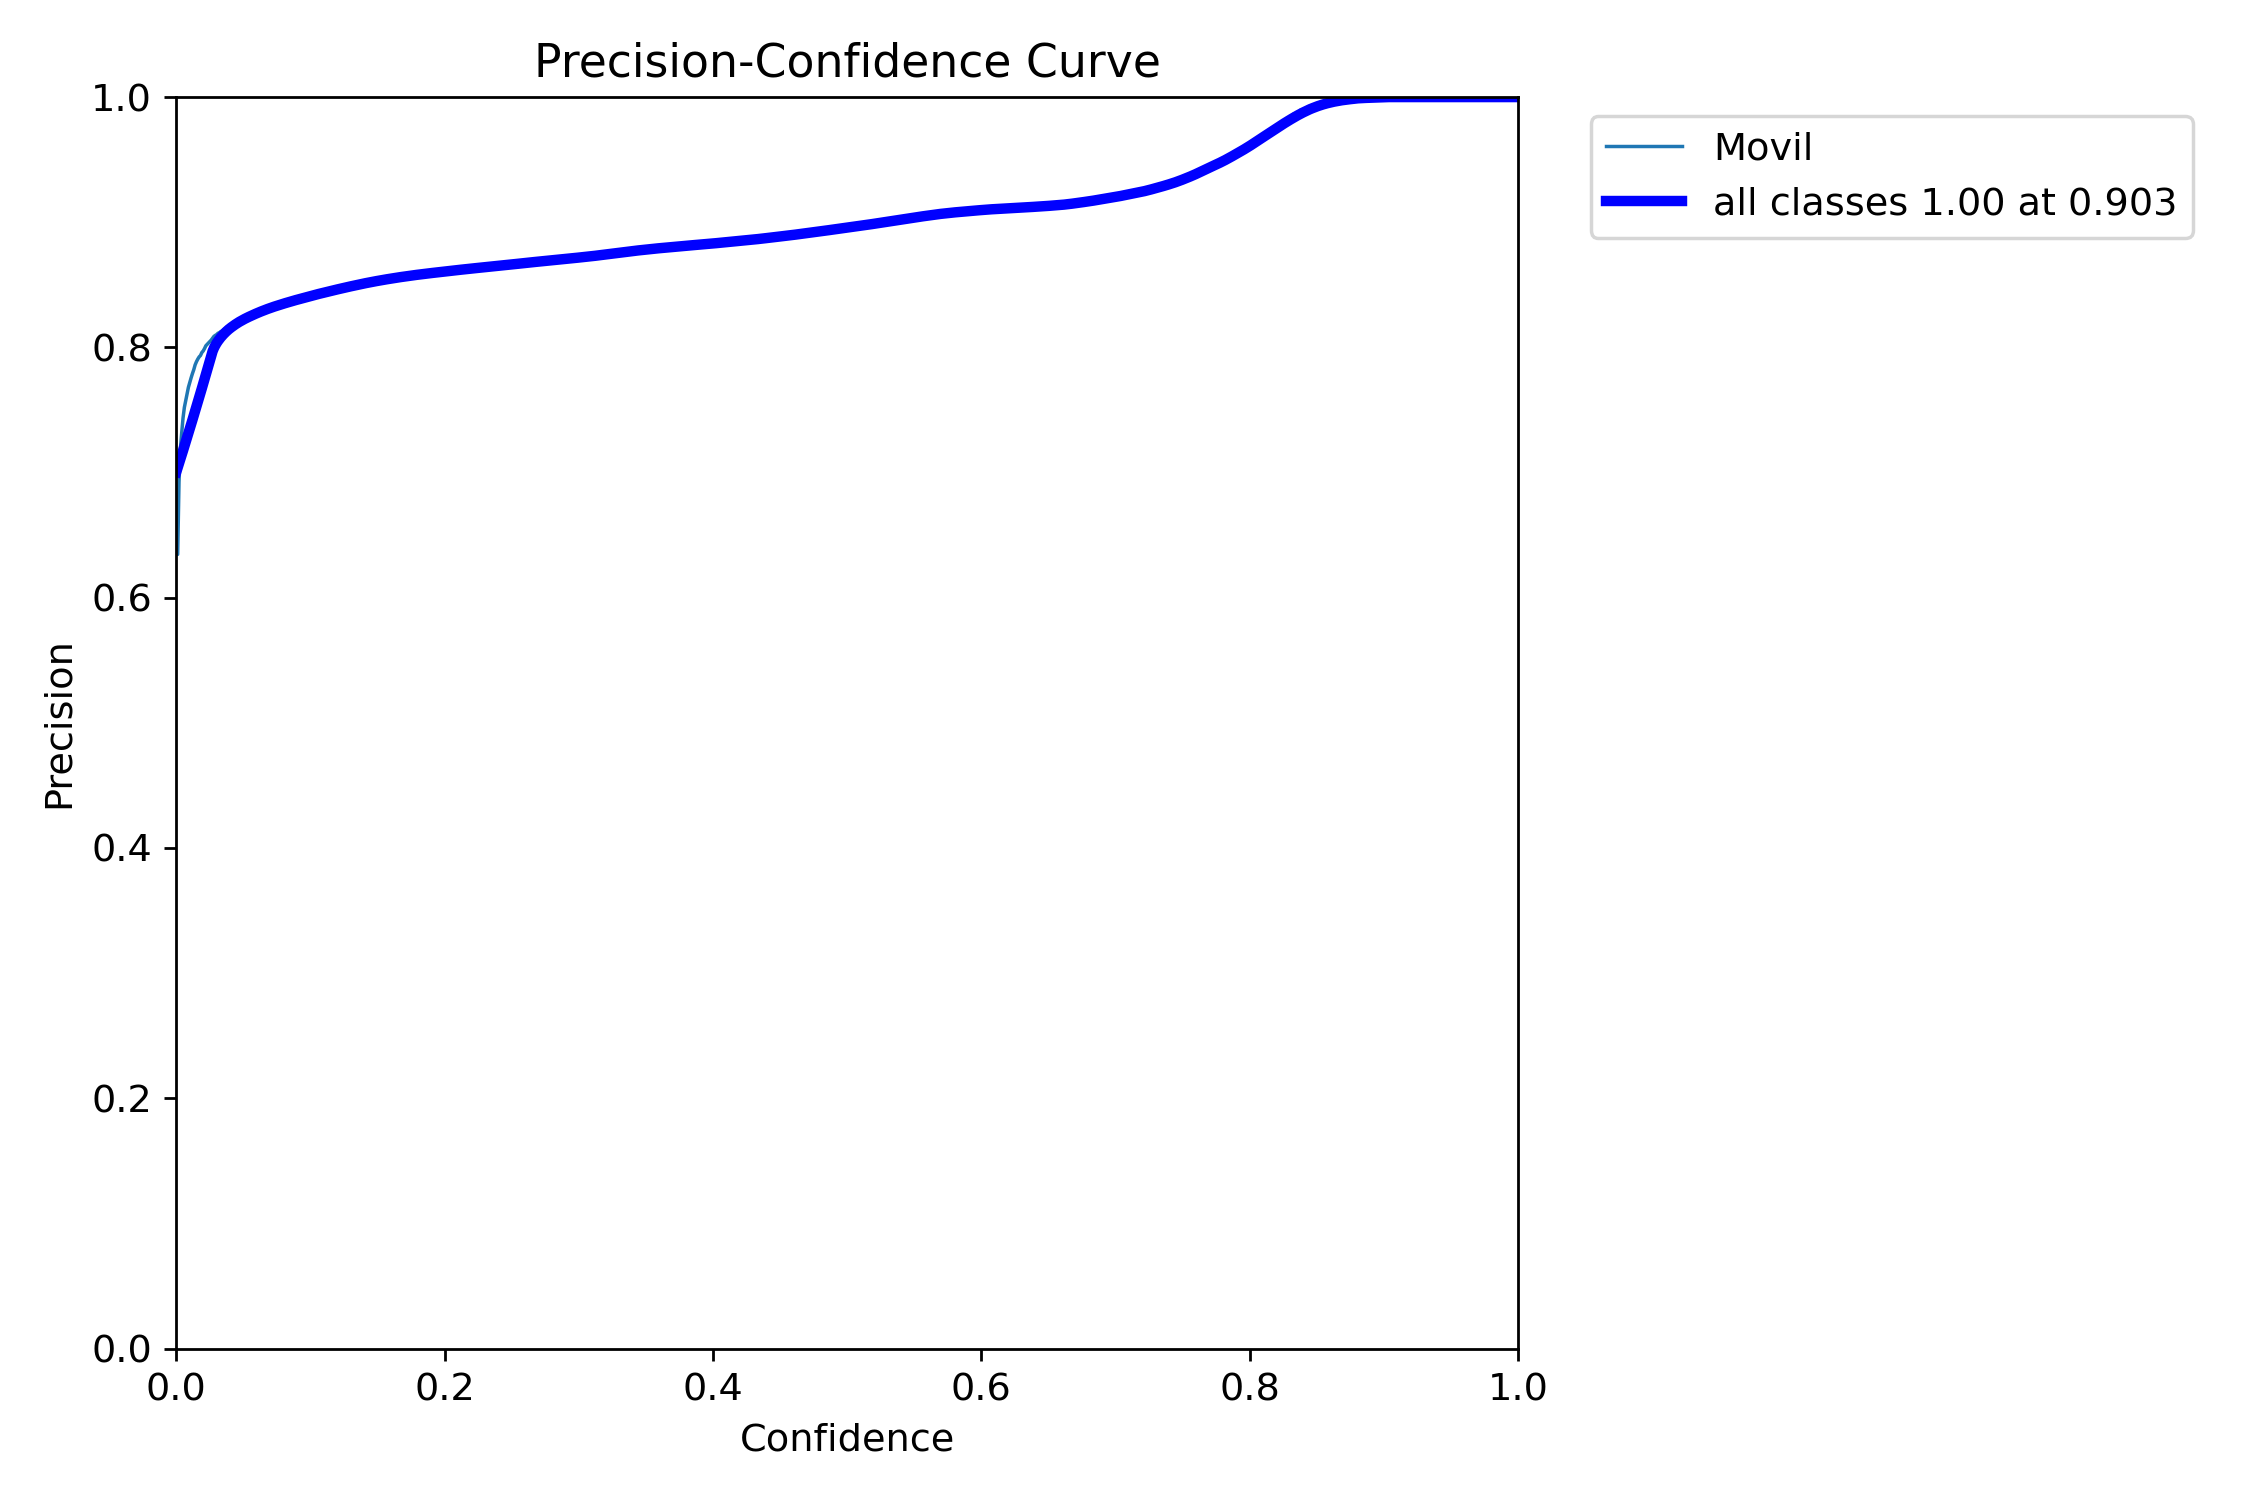 Precision-Confidence Curve
1.0
0.8
0.6
0.4
0.2
0.0
Precision
0.0 0.2 0.4 0.6 0.8 1.0
Confidence
Movil
all classes 1.00 at 0.903